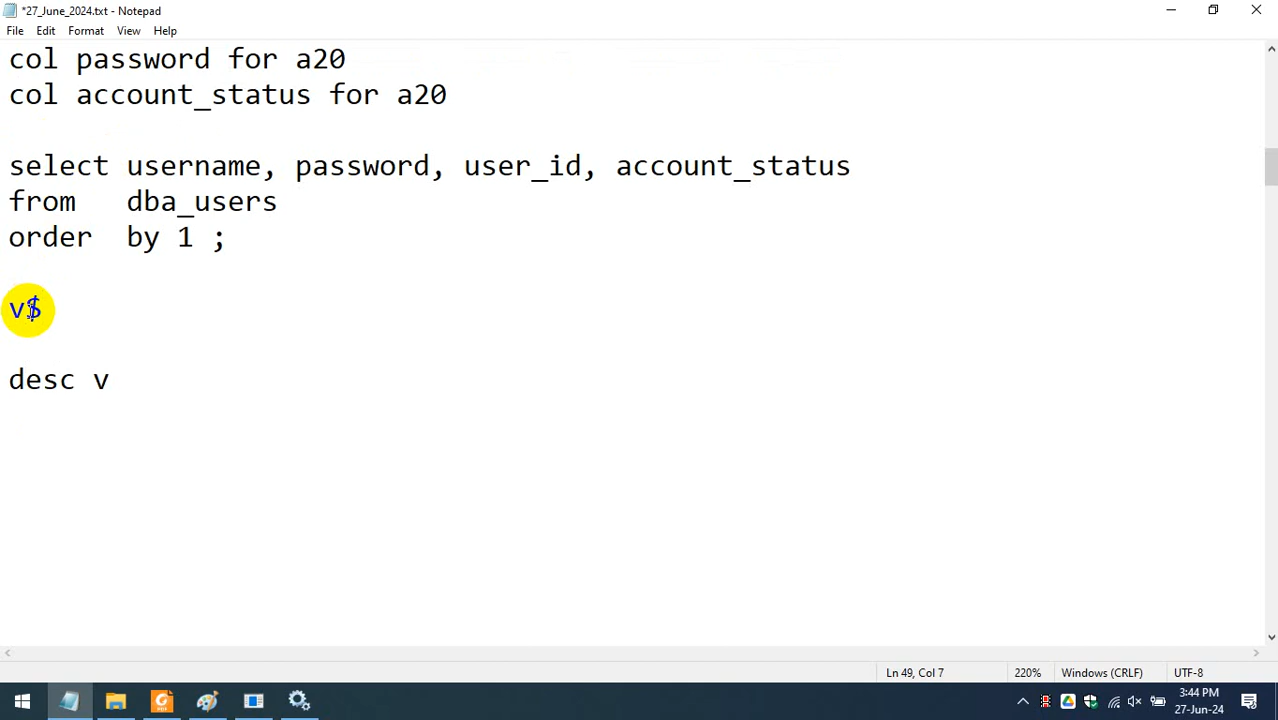 *27_June_2024.txt - Notepad
File Edit Format View Help
col password for a20
col account_status for a20
select username, password, user_id, account_status
from   dba_users
order  by 1 ;
v$
desc v
Ln 49, Col 7 220% Windows (CRLF) UTF-8
PDF
3:44 PM
27-Jun-24